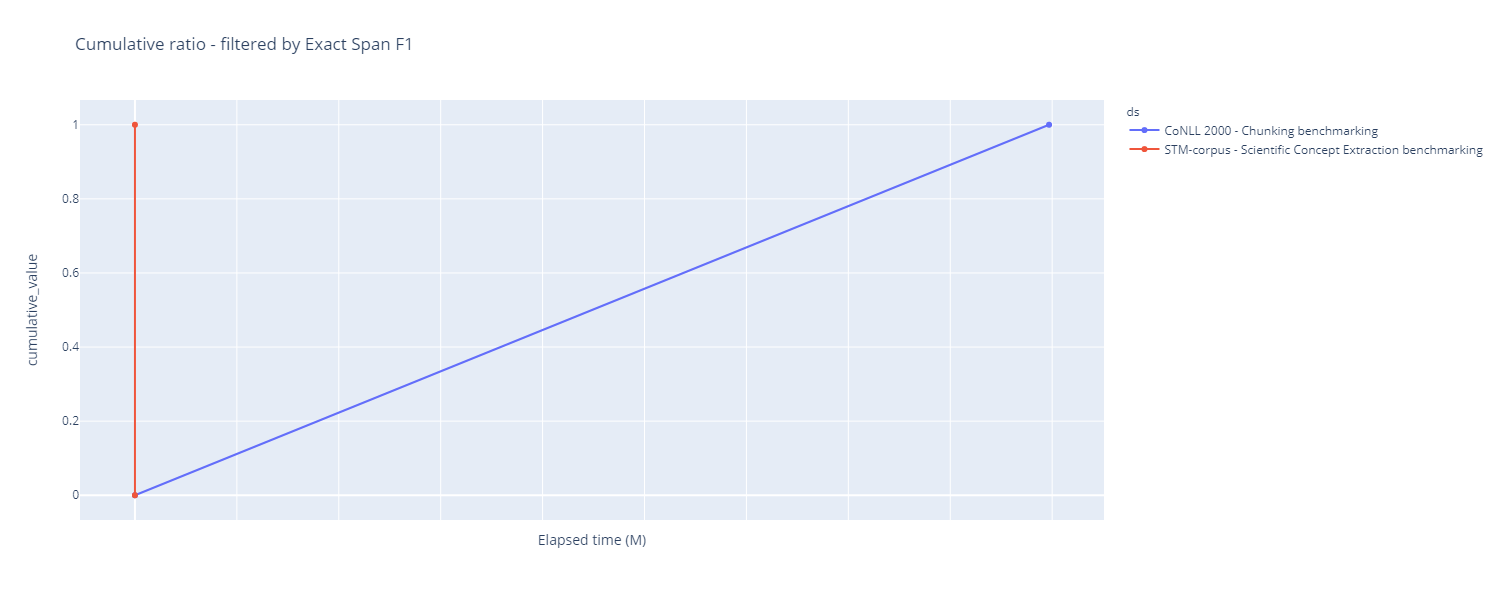 Cumulative ratio - filtered by Exact Span F1
ds
CoNLL 2000 - Chunking benchmarking
STM-corpus - Scientific Concept Extraction benchmarking
cumulative_value
1
0.8
0.6
0.4
0.2
0
Elapsed time (M)